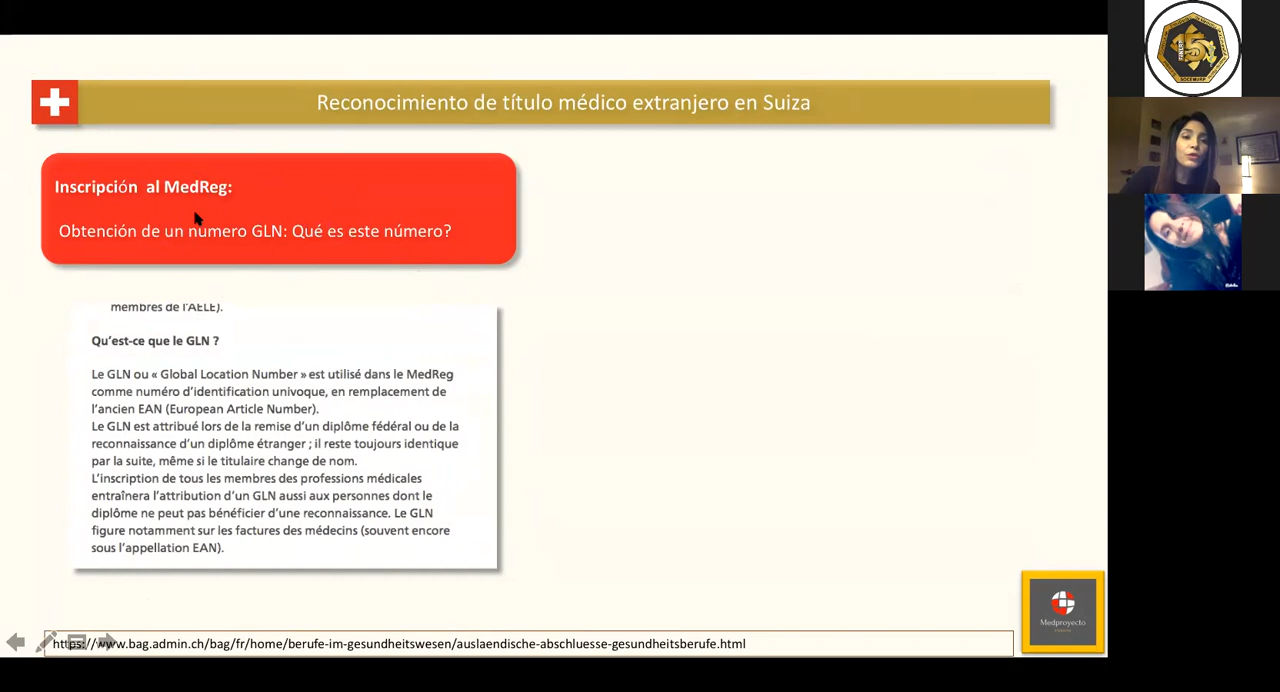 Reconocimiento de título médico extranjero en Suiza
Inscripción al MedReg:
Obtención de un numero GLN: Qué es este número?
membres de l'AELE).
Qu'est-ce que le GLN ?
Le GLN ou « Global Location Number » est utilisé dans le MedReg
comme numéro d'identification univoque, en remplacement de
l'ancien EAN (European Article Number).
Le GLN est attribué lors de la remise d'un diplôme fédéral ou de la
reconnaissance d'un diplôme étranger ; il reste toujours identique
par la suite, même si le titulaire change de nom.
L'inscription de tous les membres des professions médicales
entraînera l'attribution d'un GLN aussi aux personnes dont le
diplôme ne peut pas bénéficier d'une reconnaissance. Le GLN
figure notamment sur les factures des médecins (souvent encore
sous l'appellation EAN).
Medproyecto
https://www.bag.admin.ch/bag/fr/home/berufe-im-gesundheitswesen/auslaendische-abschluesse-gesundheitsberufe.html
15